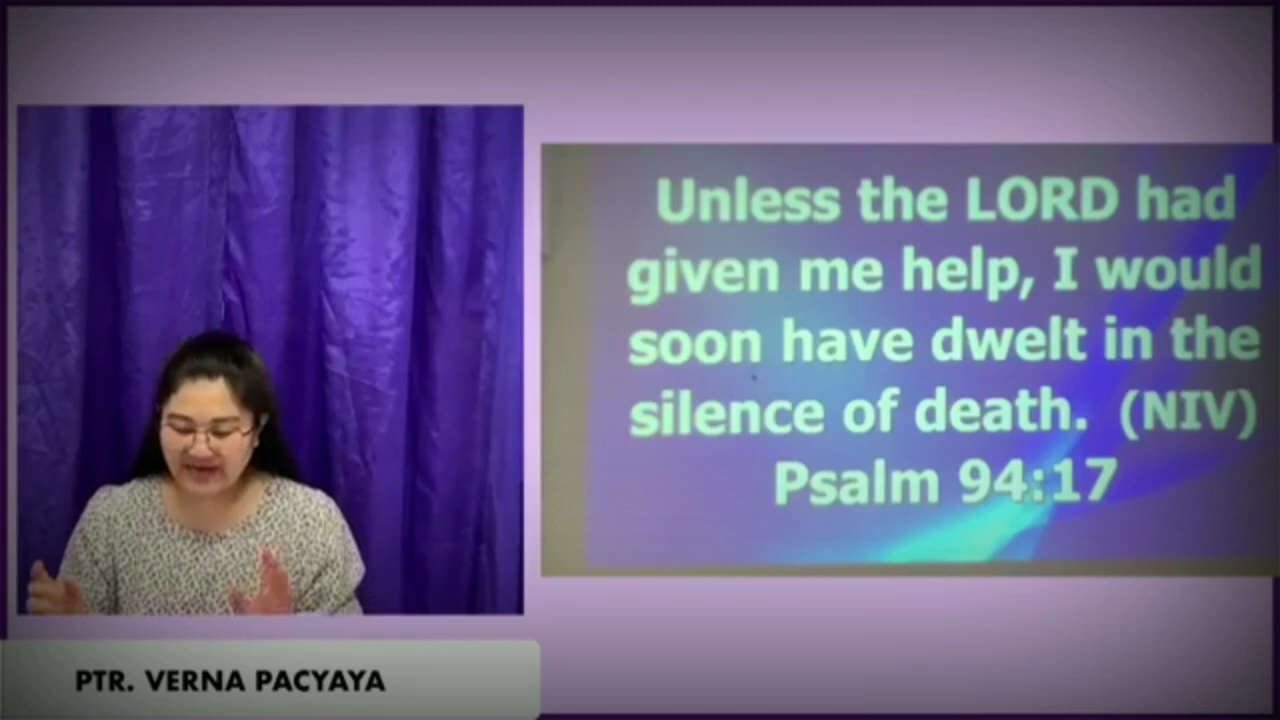 Unless the LORD had
given me help, I would
soon have dwelt in the
silence of death. (NIV)
Psalm 94:17
PTR. VERNA PACYAYA